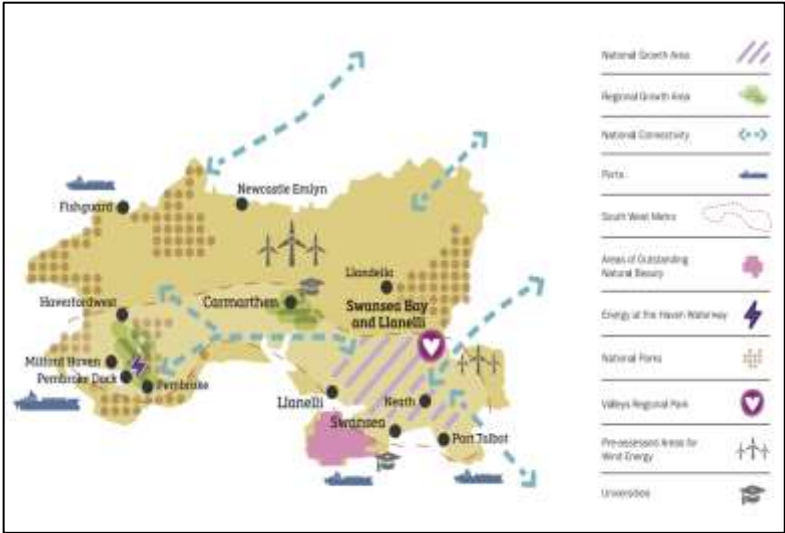 Fishguard
Newcastle Emlyn
Llandeilo
Haverfordwest
Carmarthen
Swansea Bay
and Llanelli
Milford Haven
Pembroke Dock
Pembroke
Llanelli
Neath
Swansea
Port Talbot
National Growth Area
Regional Growth Area
National Connectivity
Ports
South West Metro
Areas of Outstanding
Natural Beauty
Energy at the Haven Waterway
National Parks
Valleys Regional Park
Pre-assessed Areas for
Wind Energy
Universities